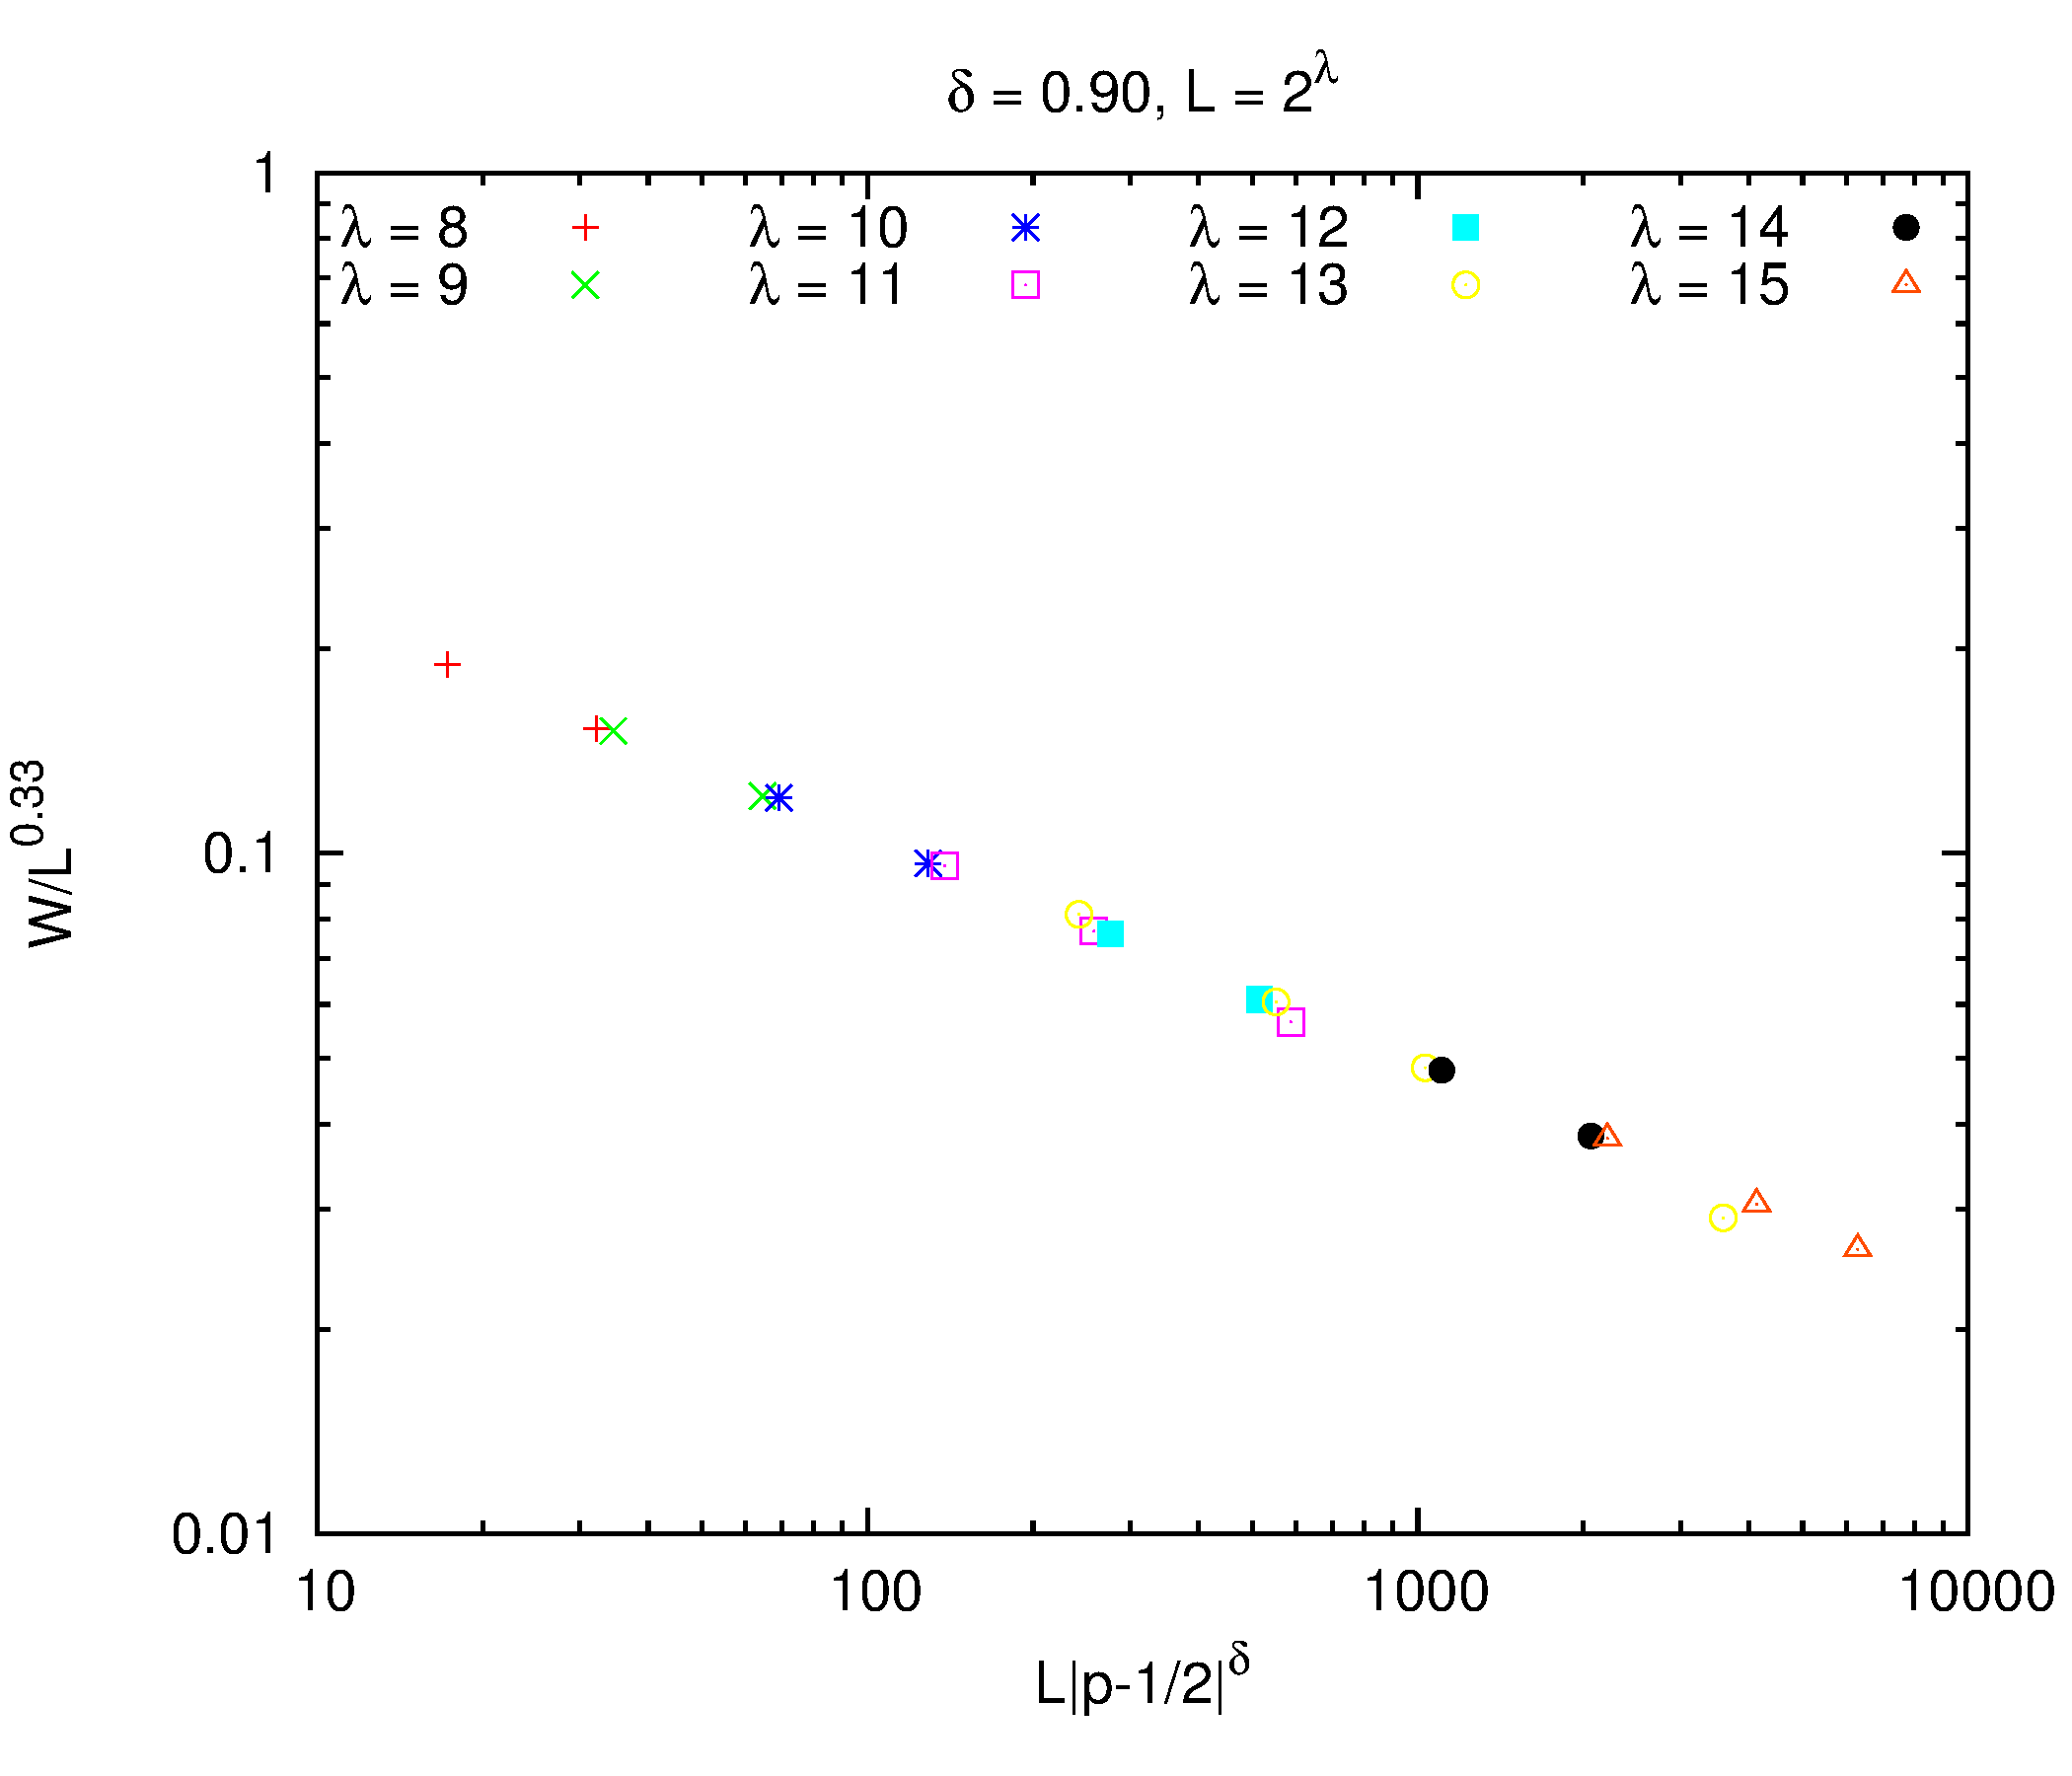 δ = 0.90, L = 2^λ
1
λ = 8 λ = 10 λ = 12 λ = 14
λ = 9 λ = 11 λ = 13 λ = 15
W/L^0.33
0.1
0.01
10 100 1000 10000
L|p-1/2|^δ